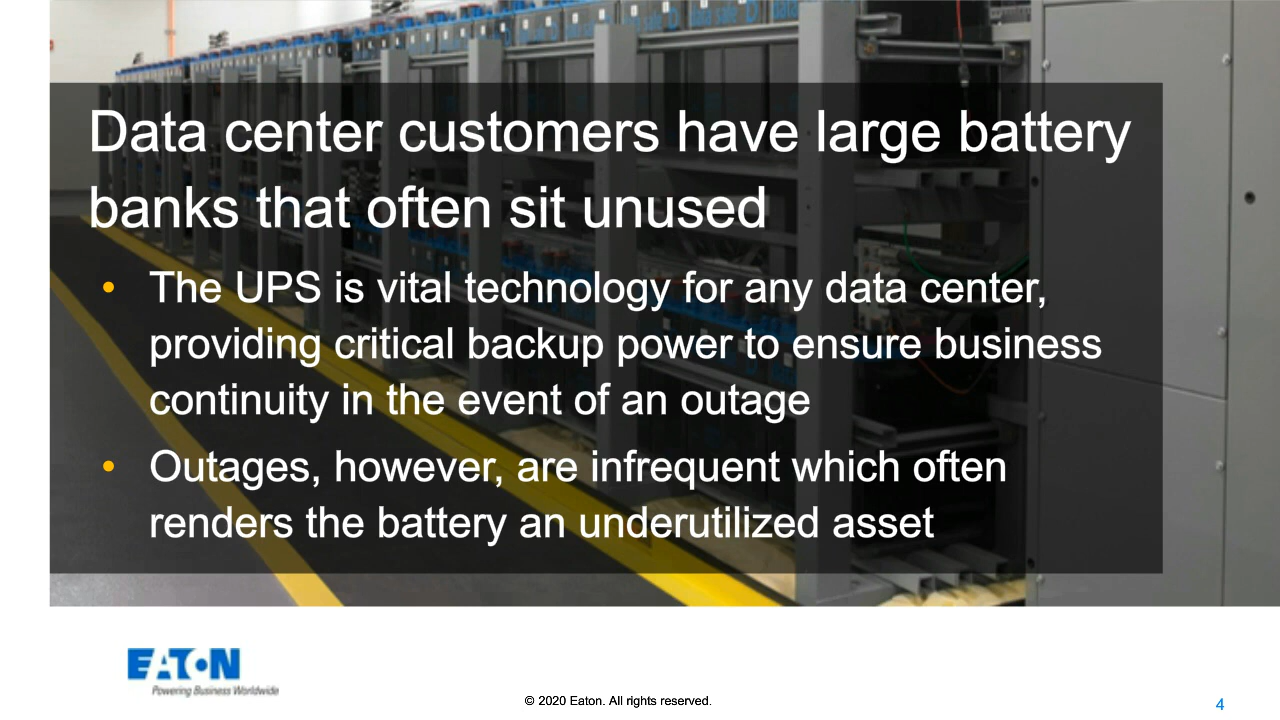 data safe D
Data center customers have large battery
banks that often sit unused
• The UPS is vital technology for any data center,
providing critical backup power to ensure business
continuity in the event of an outage
• Outages, however, are infrequent which often
renders the battery an underutilized asset
EATON
Powering Business Worldwide
© 2020 Eaton. All rights reserved.
4